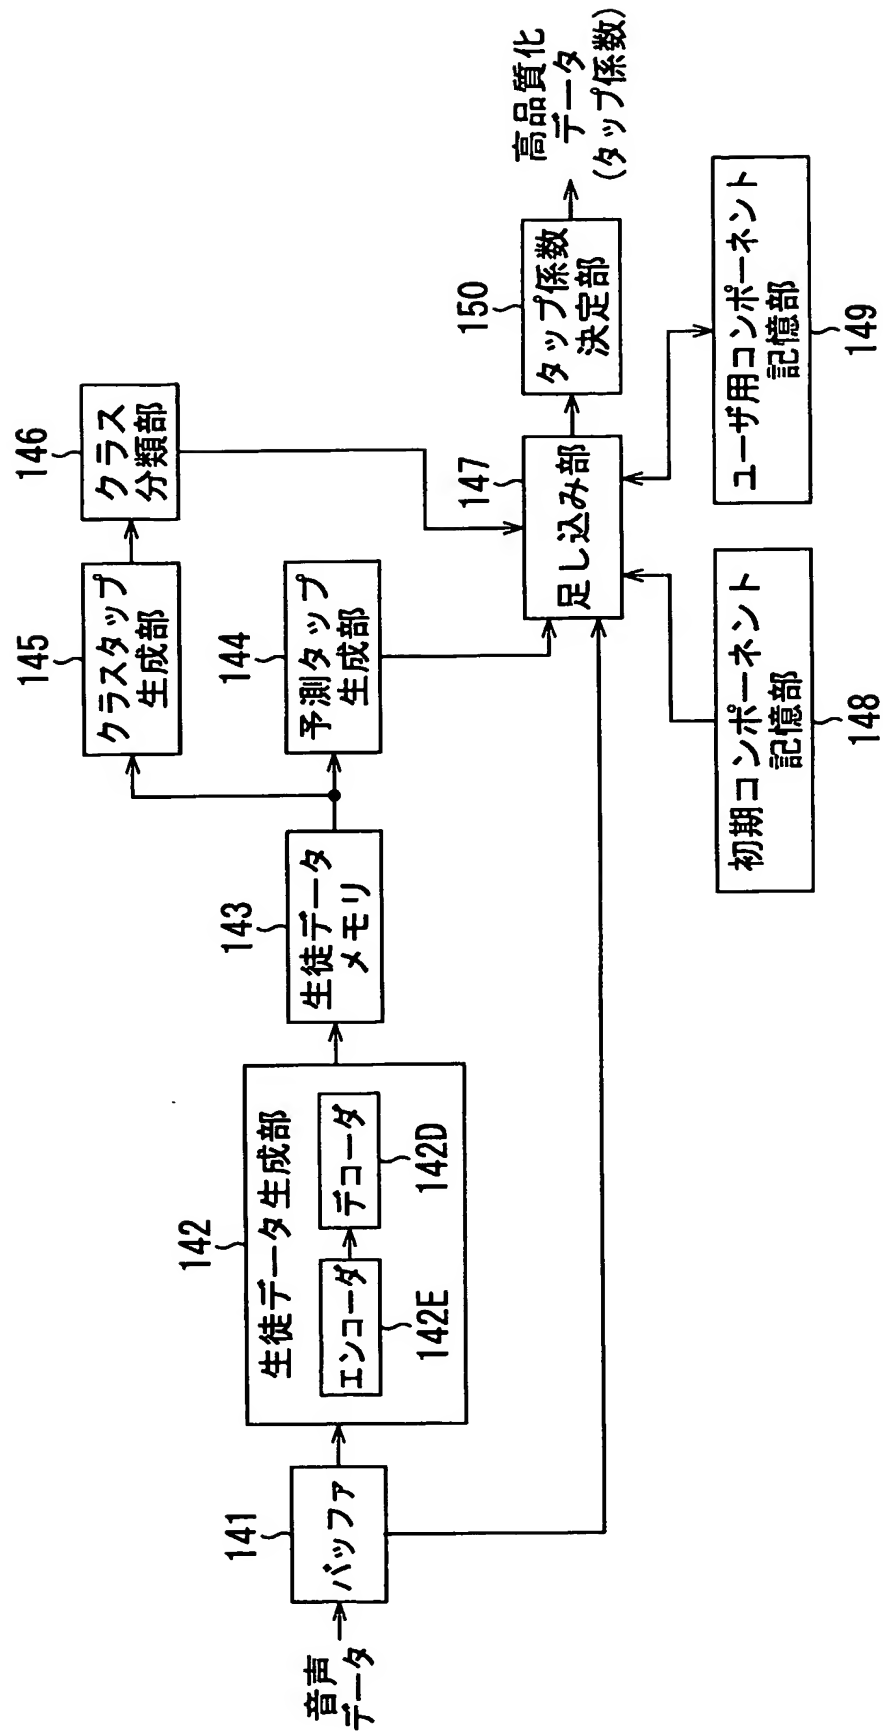 音声
データ
141
バッファ
142
生徒データ生成部
エンコーダ
142E
デコーダ
142D
143
生徒データ
メモリ
144
予測タップ
生成部
145
クラスタップ
生成部
146
クラス
分類部
147
足し込み部
148
初期コンポーネント
記憶部
149
ユーザ用コンポーネント
記憶部
150
タップ係数
決定部
高品質化
データ
(タップ係数)